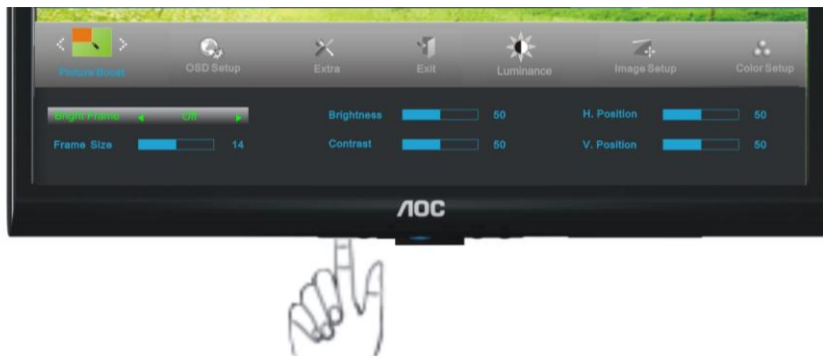 Picture Boost OSD Setup Extra Exit Luminance Image Setup Color Setup
Bright Frame Off Brightness 50 H. Position 50
Frame Size 14 Contrast 50 V. Position 50
AOC